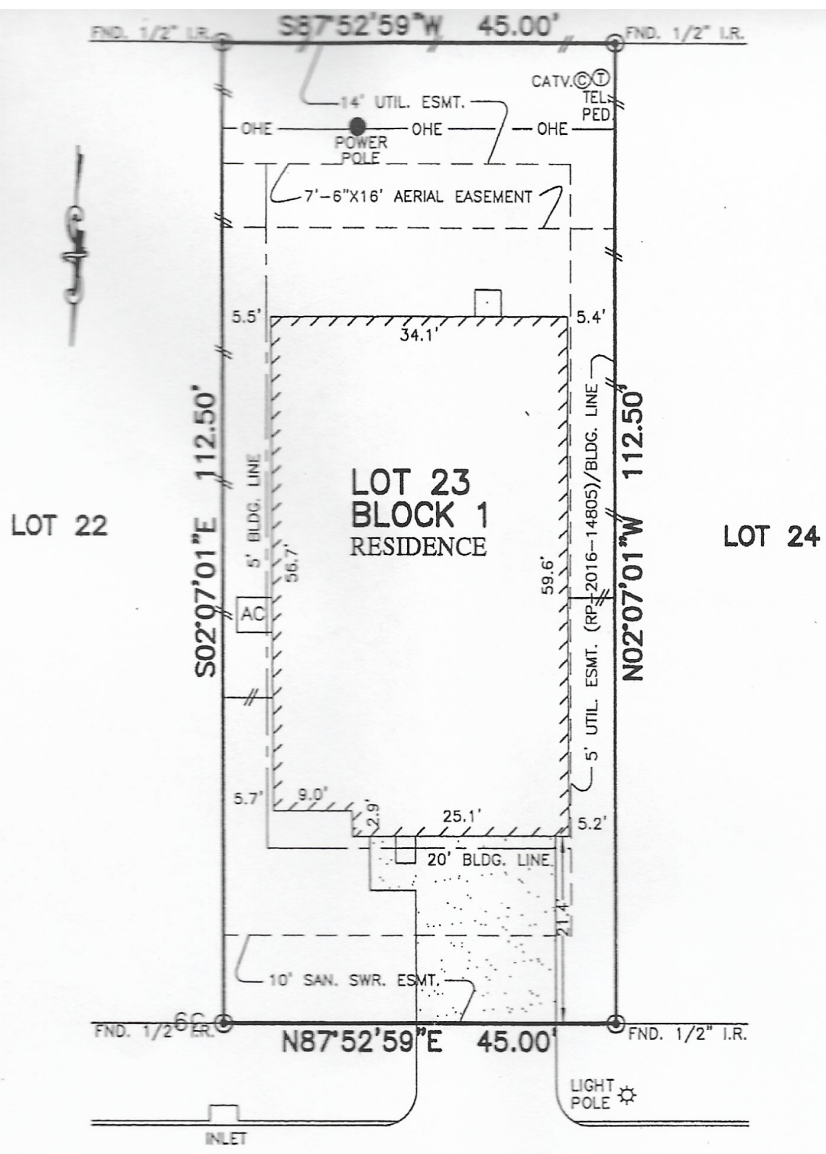 S87°52'59"W 45.00'
FND. 1/2" I.R.
FND. 1/2" I.R.
CATV. C T
TEL.
PED.
14' UTIL. ESMT.
OHE
OHE
OHE
POWER
POLE
7'-6"X16' AERIAL EASEMENT
5.5'
5.4'
34.1'
S02°07'01"E 112.50'
5' BLDG. LINE
56.7'
LOT 23
BLOCK 1
RESIDENCE
59.6'
5' UTIL. ESMT. (RP-2016-14805)/BLDG. LINE
N02°07'01"W 112.50'
LOT 22
LOT 24
AC
5.7'
9.0'
2.9'
25.1'
5.2'
20' BLDG. LINE
21.4'
10' SAN. SWR. ESMT.
FND. 1/2" I.R.
N87°52'59"E 45.00'
FND. 1/2" I.R.
LIGHT
POLE
INLET